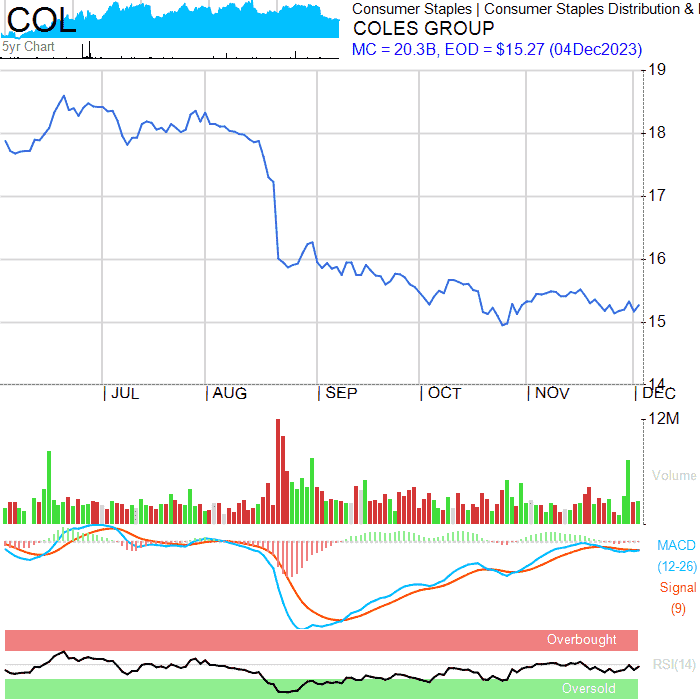 COL
5yr Chart
Consumer Staples | Consumer Staples Distribution &
COLES GROUP
MC = 20.3B, EOD = $15.27 (04Dec2023)
19
18
17
16
15
14
JUL AUG SEP OCT NOV DEC
12M
Volume
MACD
(12-26)
Signal
(9)
Overbought
RSI(14)
Oversold